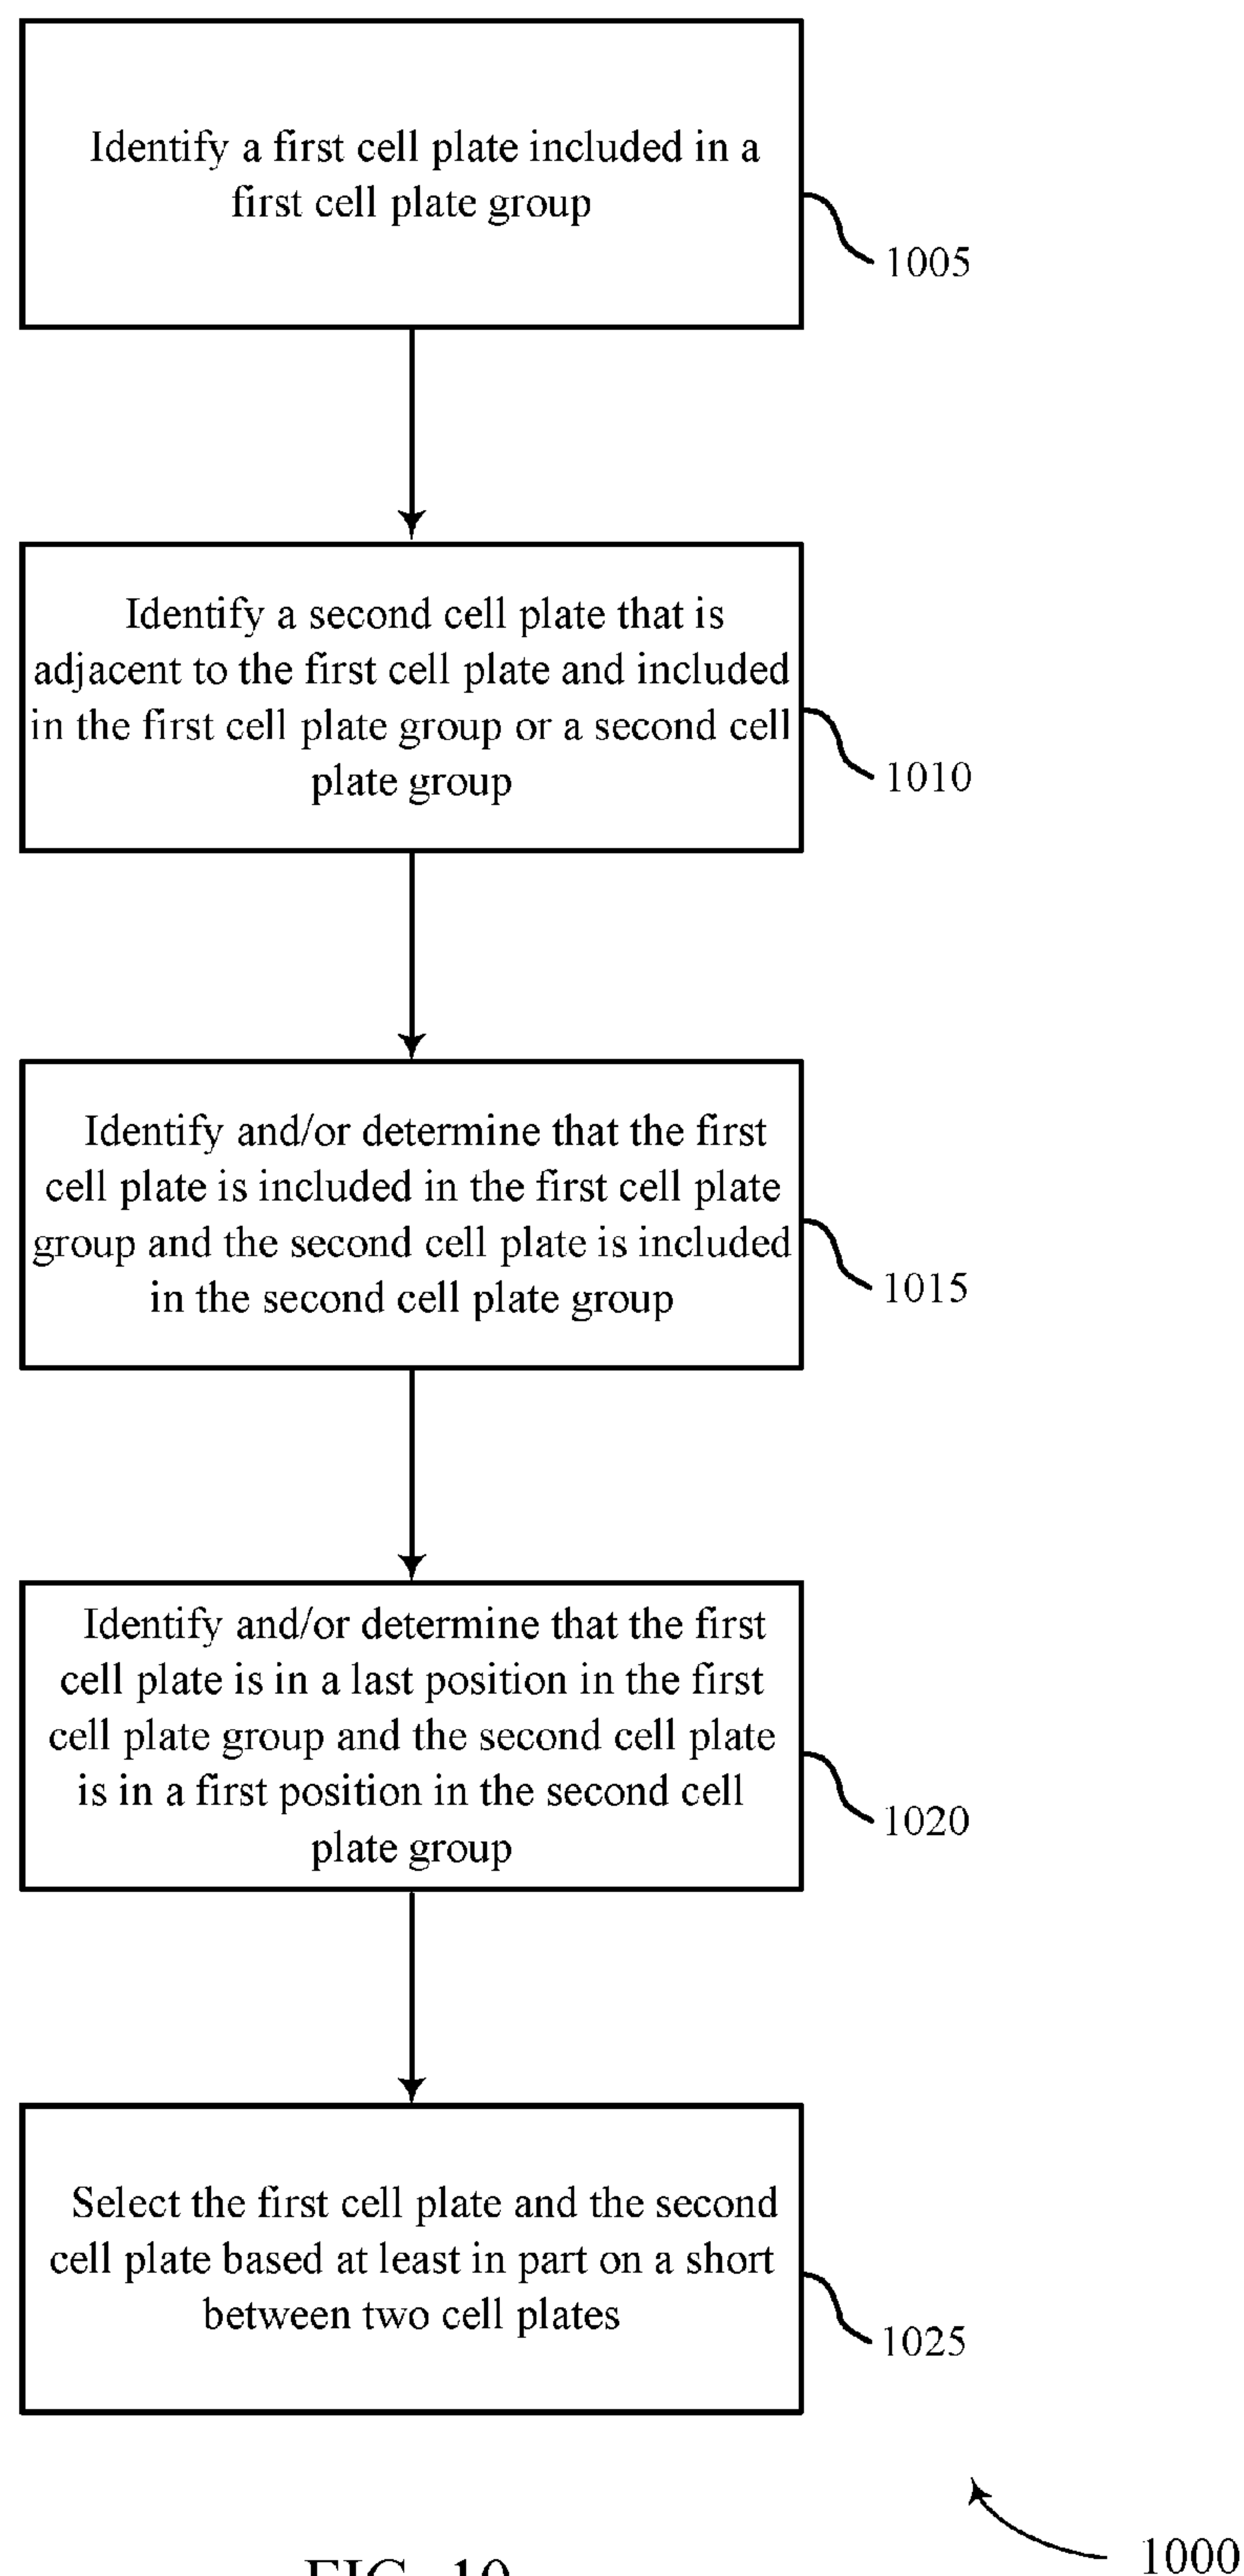 Identify a first cell plate included in a
first cell plate group
1005
Identify a second cell plate that is
adjacent to the first cell plate and included
in the first cell plate group or a second cell
plate group
1010
Identify and/or determine that the first
cell plate is included in the first cell plate
group and the second cell plate is included
in the second cell plate group
1015
Identify and/or determine that the first
cell plate is in a last position in the first
cell plate group and the second cell plate
is in a first position in the second cell
plate group
1020
Select the first cell plate and the second
cell plate based at least in part on a short
between two cell plates
1025
1000
FIG. 10